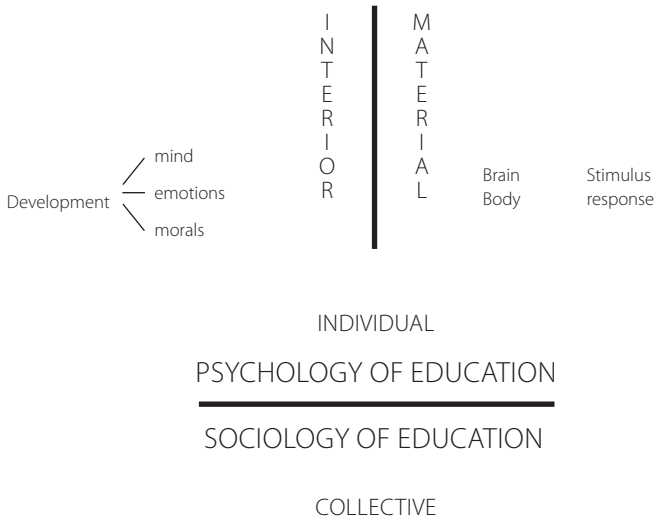 INTERIOR
MATERIAL
mind
Development
emotions
morals
Brain
Body
Stimulus
response
INDIVIDUAL
PSYCHOLOGY OF EDUCATION
SOCIOLOGY OF EDUCATION
COLLECTIVE